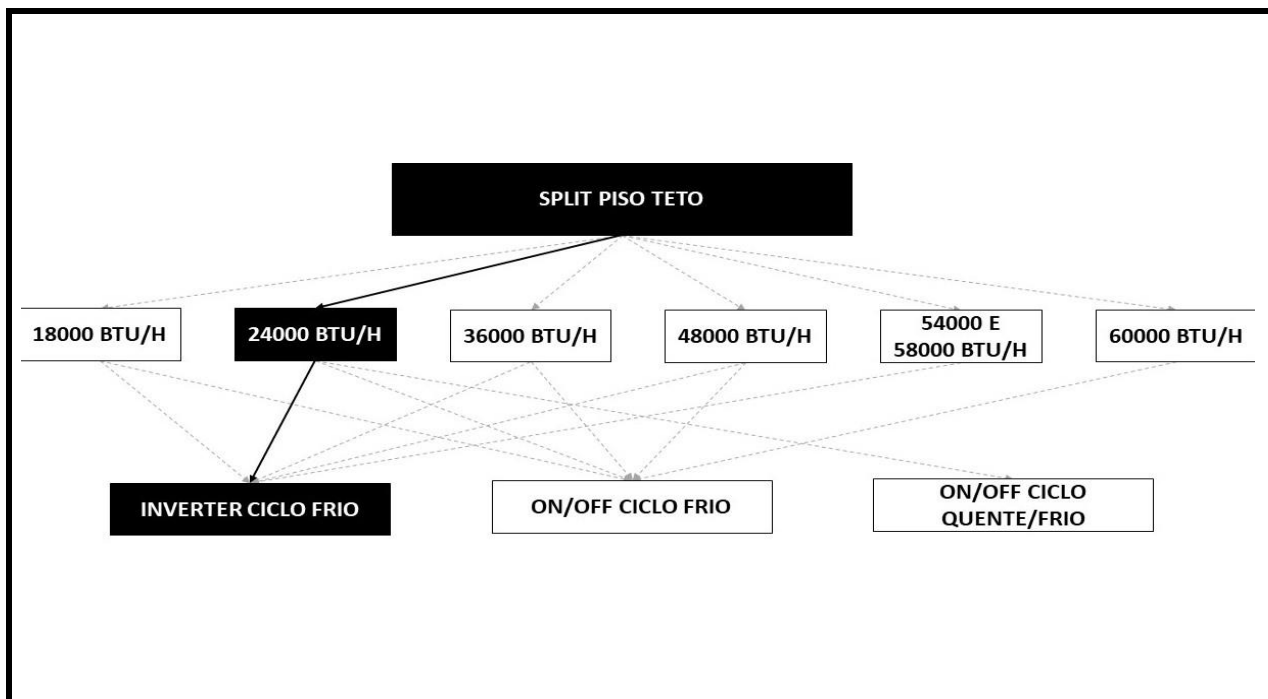 SPLIT PISO TETO
18000 BTU/H
24000 BTU/H
36000 BTU/H
48000 BTU/H
54000 E
58000 BTU/H
60000 BTU/H
INVERTER CICLO FRIO
ON/OFF CICLO FRIO
ON/OFF CICLO
QUENTE/FRIO